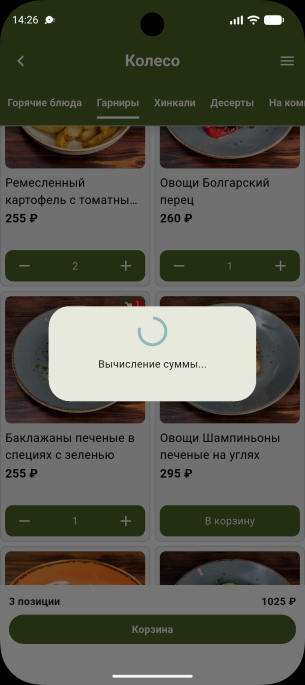 14:26
Колесо
Горячие блюда Гарниры Хинкали Десерты На ком
Ремесленный
картофель с томатны...
255 ₽
Овощи Болгарский
перец
260 ₽
2
1
1
Вычисление суммы...
Баклажаны печеные в
специях с зеленью
255 ₽
Овощи Шампиньоны
печеные на углях
295 ₽
1
В корзину
3 позиции 1025 ₽
Корзина